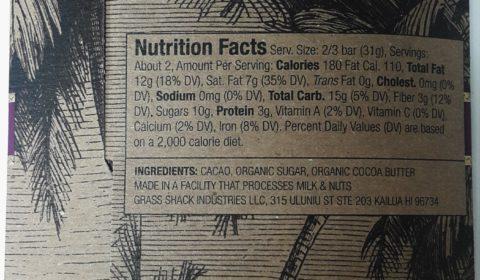 Nutrition Facts Serv. Size: 2/3 bar (31g), Servings:
About 2, Amount Per Serving: Calories 180 Fat Cal. 110, Total Fat
12g (18% DV), Sat. Fat 7g (35% DV), Trans Fat 0g, Cholest. 0mg (0%
DV), Sodium 0mg (0% DV), Total Carb. 15g (5% DV), Fiber 3g (12%
DV), Sugars 10g, Protein 3g, Vitamin A (2% DV), Vitamin C (0% DV),
Calcium (2% DV), Iron (8% DV). Percent Daily Values (DV) are based
on a 2,000 calorie diet.
INGREDIENTS: CACAO, ORGANIC SUGAR, ORGANIC COCOA BUTTER
MADE IN A FACILITY THAT PROCESSES MILK & NUTS
GRASS SHACK INDUSTRIES LLC, 315 ULUNIU ST STE 203 KAILUA HI 96734